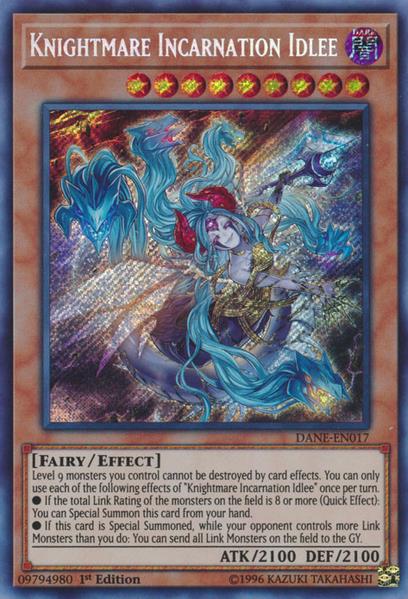 KNIGHTMARE INCARNATION IDLEE
DARK
闇
DANE-EN017
[FAIRY/EFFECT]
Level 9 monsters you control cannot be destroyed by card effects. You can only
use each of the following effects of "Knightmare Incarnation Idlee" once per turn.
● If the total Link Rating of the monsters on the field is 8 or more (Quick Effect):
You can Special Summon this card from your hand.
● If this card is Special Summoned, while your opponent controls more Link
Monsters than you do: You can send all Link Monsters on the field to the GY.
ATK/2100 DEF/2100
09794980 1st Edition ©1996 KAZUKI TAKAHASHI